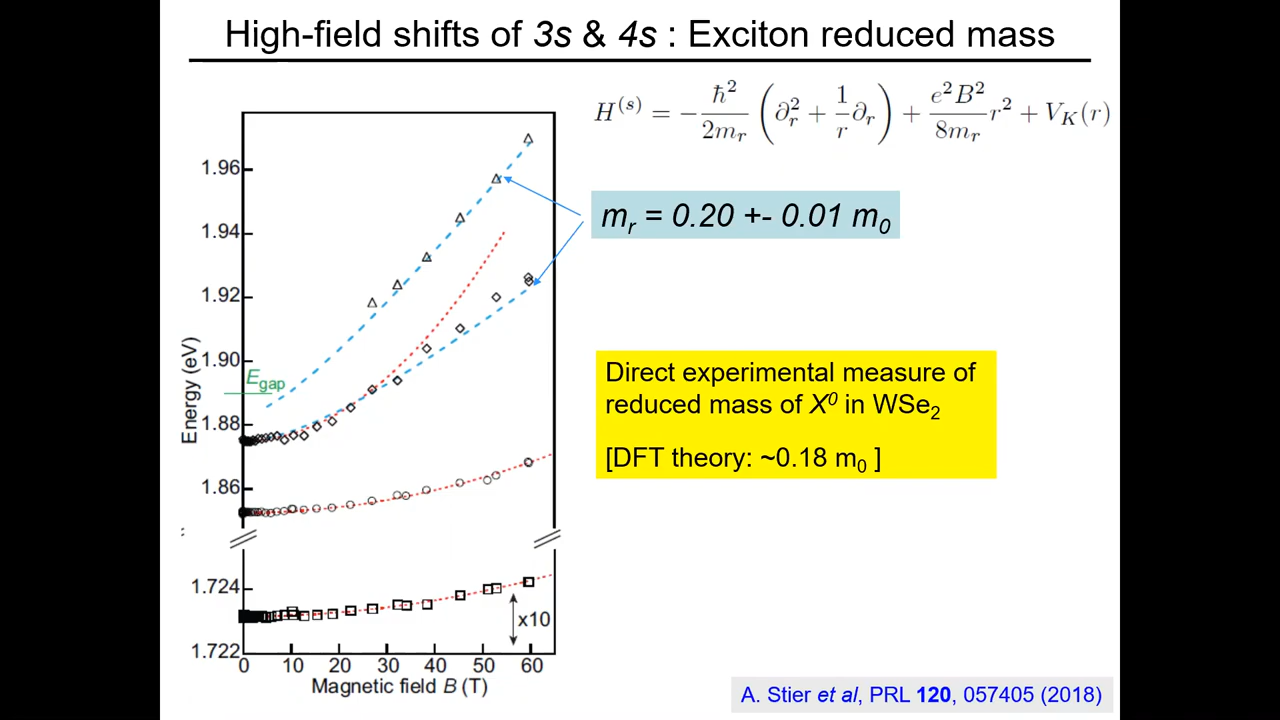 High-field shifts of 3s & 4s : Exciton reduced mass
H^(s) = −ℏ²/2m_r (∂_r² + 1/r ∂_r) + e²B²/8m_r r² + V_K(r)
m_r = 0.20 +- 0.01 m_0
Direct experimental measure of
reduced mass of X⁰ in WSe₂
[DFT theory: ~0.18 m₀ ]
Energy (eV)
1.96
1.94
1.92
1.90
E_gap
1.88
1.86
1.724
x10
1.722
0 10 20 30 40 50 60
Magnetic field B (T)
A. Stier et al, PRL 120, 057405 (2018)